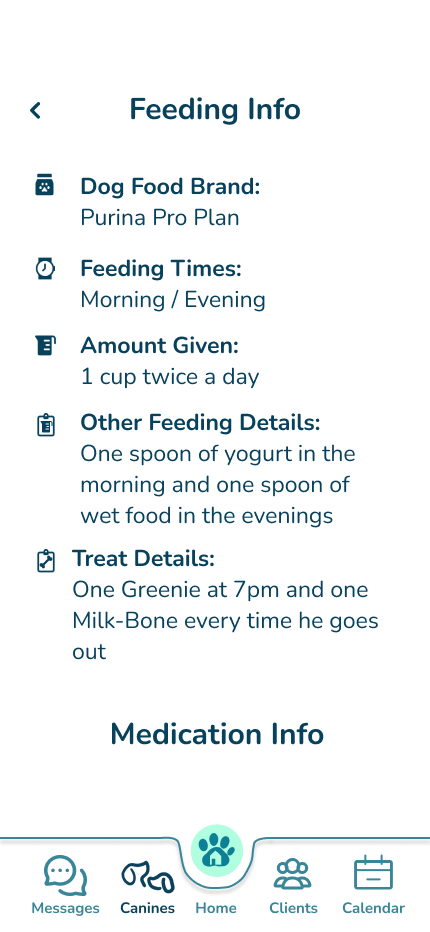 Feeding Info
Dog Food Brand:
Purina Pro Plan
Feeding Times:
Morning / Evening
Amount Given:
1 cup twice a day
Other Feeding Details:
One spoon of yogurt in the
morning and one spoon of
wet food in the evenings
Treat Details:
One Greenie at 7pm and one
Milk-Bone every time he goes
out
Medication Info
Messages
Canines
Home
Clients
Calendar